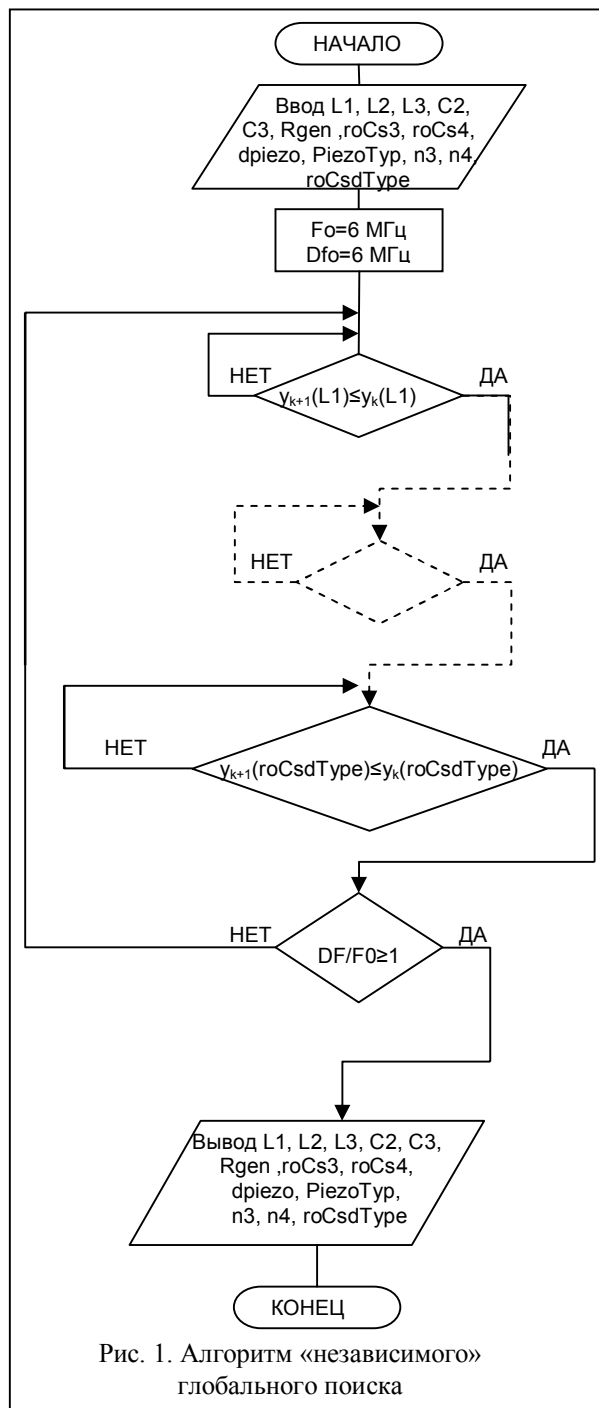 НАЧАЛО
Ввод L1, L2, L3, C2,
C3, Rgen ,roCs3, roCs4,
dpiezo, PiezoTyp, n3, n4,
roCsdType
Fo=6 МГц
Dfo=6 МГц
НЕТ
ДА
yk+1(L1)≤yk(L1)
НЕТ
ДА
НЕТ
ДА
yk+1(roCsdType)≤yk(roCsdType)
НЕТ
ДА
DF/F0≥1
Вывод L1, L2, L3, C2, C3,
Rgen ,roCs3, roCs4,
dpiezo, PiezoTyp,
n3, n4, roCsdType
КОНЕЦ
Рис. 1. Алгоритм «независимого»
глобального поиска